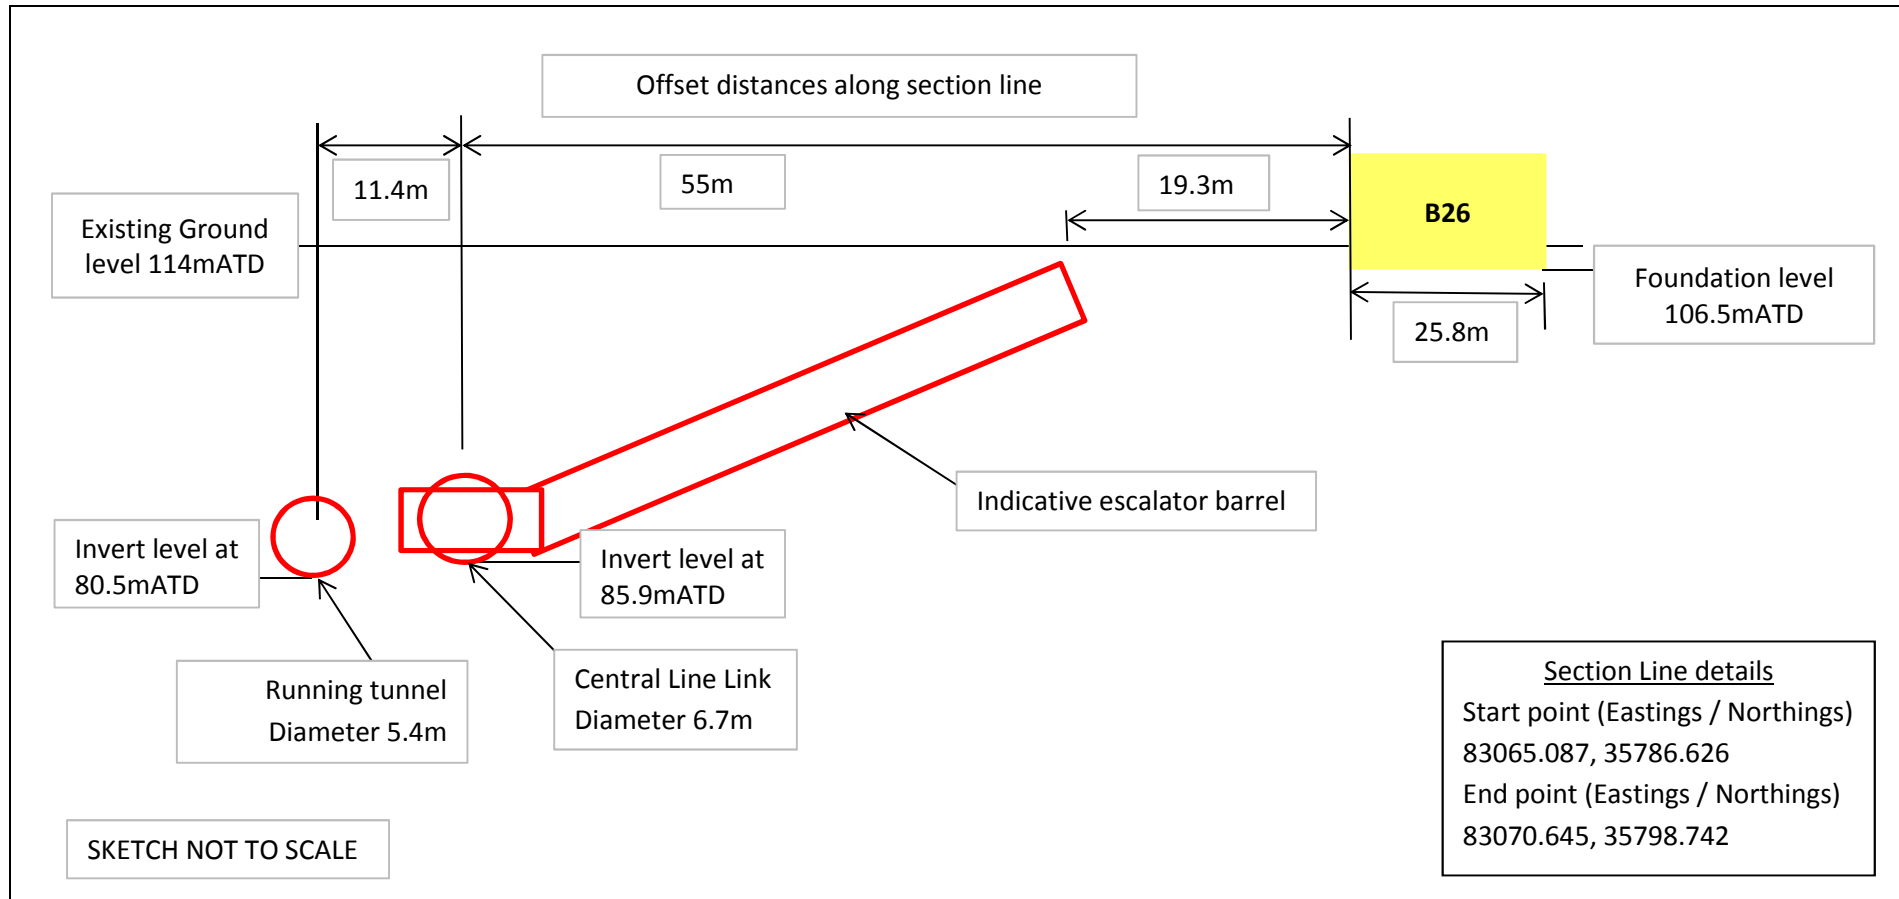 Offset distances along section line
11.4m
55m
19.3m
B26
Existing Ground
level 114mATD
Foundation level
106.5mATD
25.8m
Indicative escalator barrel
Invert level at
80.5mATD
Invert level at
85.9mATD
Running tunnel
Diameter 5.4m
Central Line Link
Diameter 6.7m
Section Line details
Start point (Eastings / Northings)
83065.087, 35786.626
End point (Eastings / Northings)
83070.645, 35798.742
SKETCH NOT TO SCALE